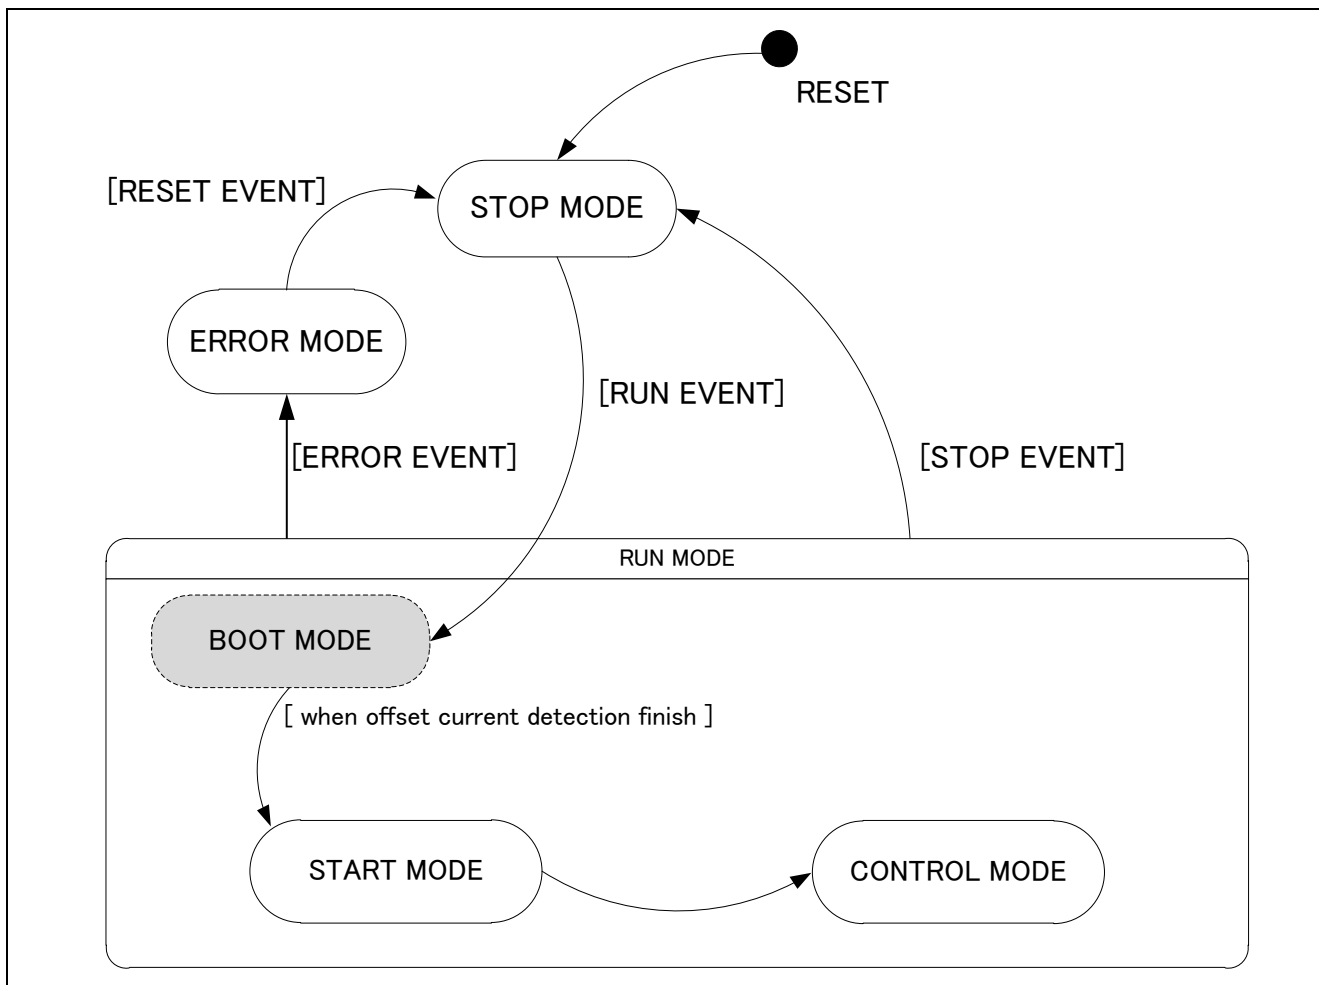 RESET
[RESET EVENT]
STOP MODE
ERROR MODE
[RUN EVENT]
[ERROR EVENT]
[STOP EVENT]
RUN MODE
BOOT MODE
[ when offset current detection finish ]
START MODE
CONTROL MODE